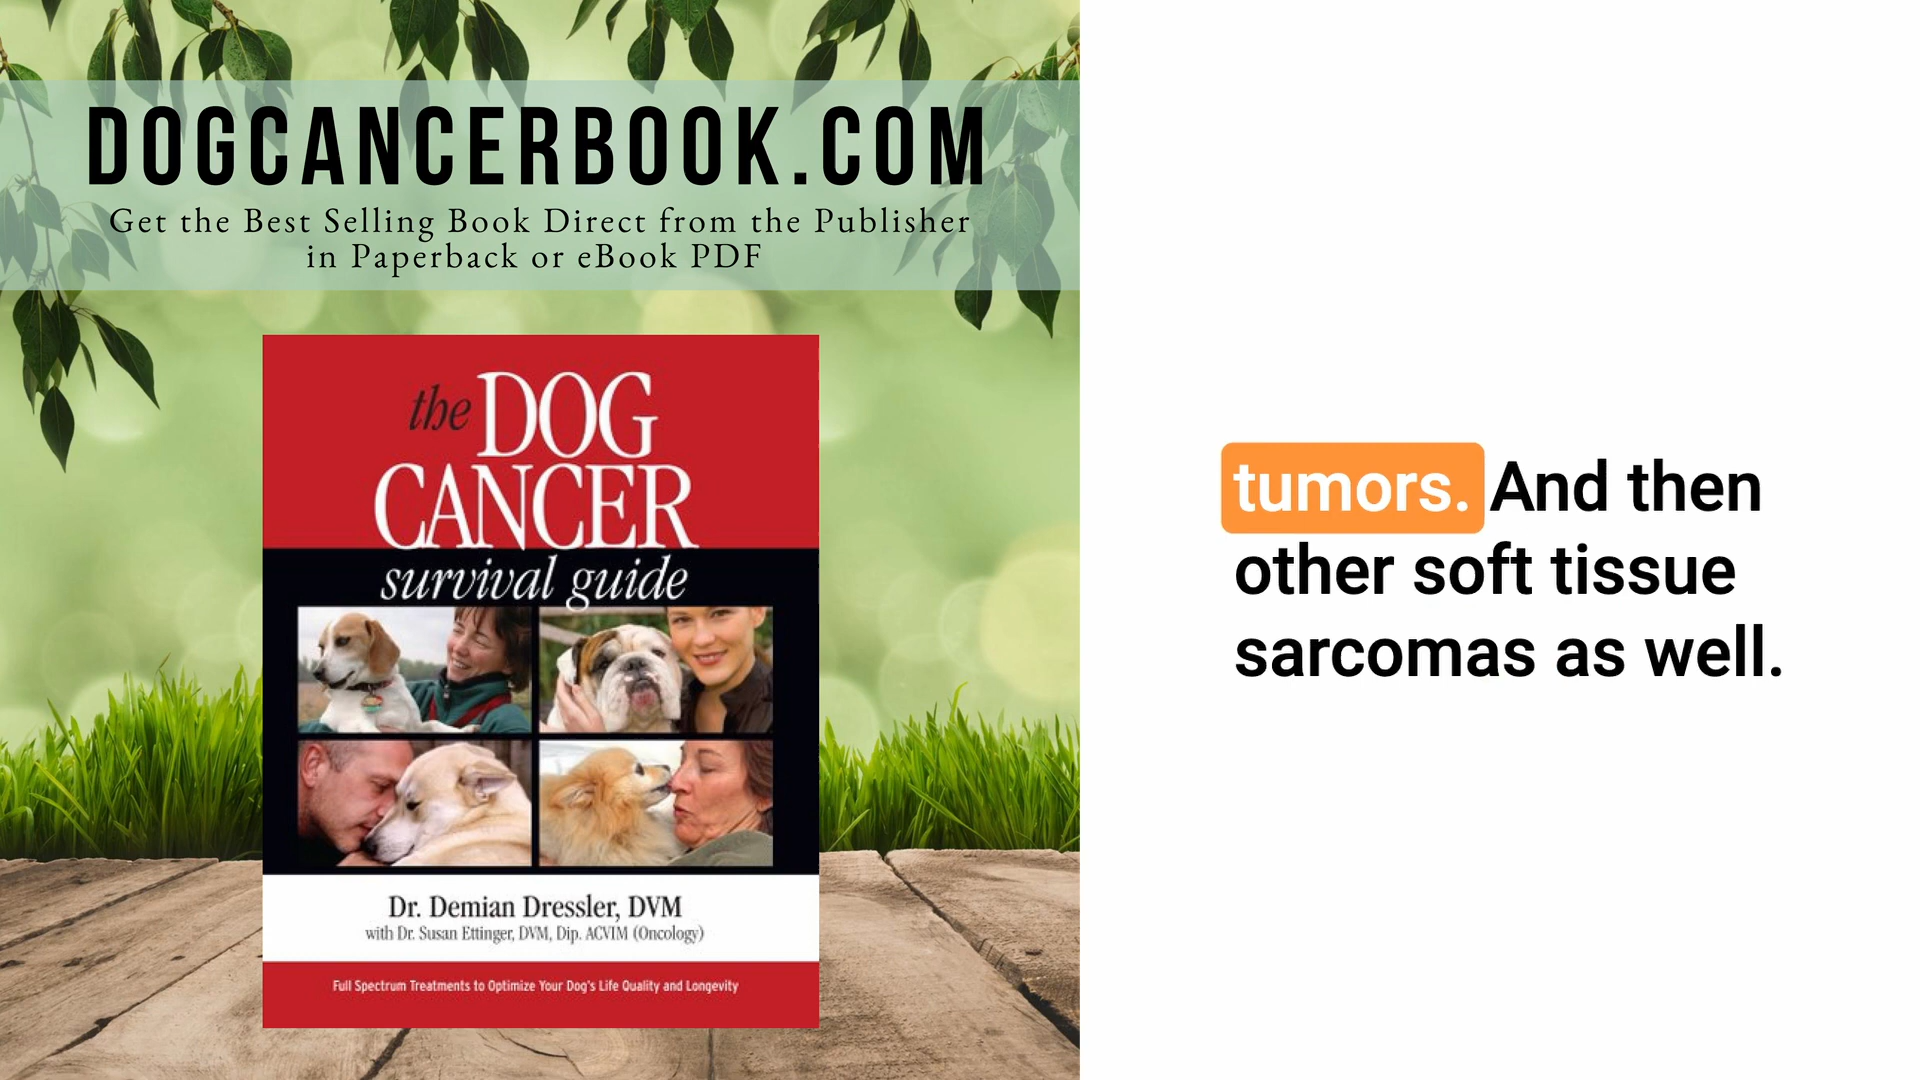 DOGCANCERBOOK.COM
Get the Best Selling Book Direct from the Publisher
in Paperback or eBook PDF
the DOG
CANCER
survival guide
Dr. Demian Dressler, DVM
with Dr. Susan Ettinger, DVM, Dip. ACVIM (Oncology)
Full Spectrum Treatments to Optimize Your Dog's Life Quality and Longevity
tumors. And then
other soft tissue
sarcomas as well.